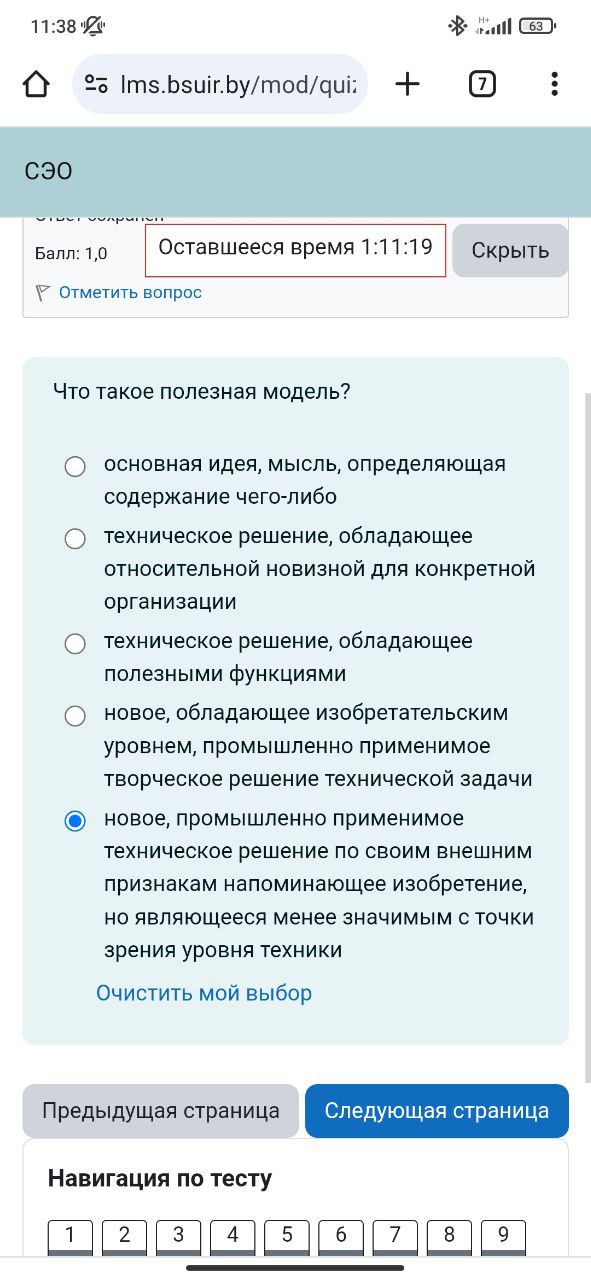 11:38
H+
63
lms.bsuir.by/mod/quiz
7
СЭО
Ответ сохранен
Балл: 1,0
Оставшееся время 1:11:19
Скрыть
Отметить вопрос
Что такое полезная модель?
основная идея, мысль, определяющая
содержание чего-либо
техническое решение, обладающее
относительной новизной для конкретной
организации
техническое решение, обладающее
полезными функциями
новое, обладающее изобретательским
уровнем, промышленно применимое
творческое решение технической задачи
новое, промышленно применимое
техническое решение по своим внешним
признакам напоминающее изобретение,
но являющееся менее значимым с точки
зрения уровня техники
Очистить мой выбор
Предыдущая страница
Следующая страница
Навигация по тесту
1 2 3 4 5 6 7 8 9